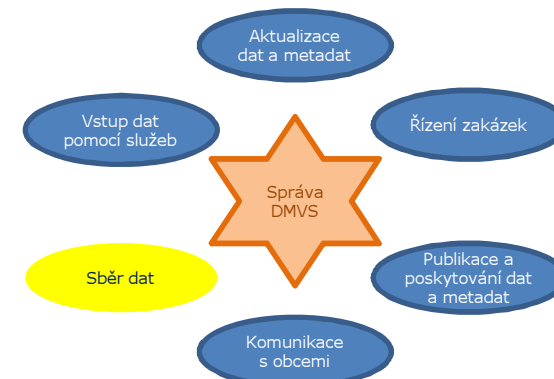 Aktualizace
dat a metadat
Vstup dat
pomocí služeb
Řízení zakázek
Správa
DMVS
Sběr dat
Publikace a
poskytování dat
a metadat
Komunikace
s obcemi